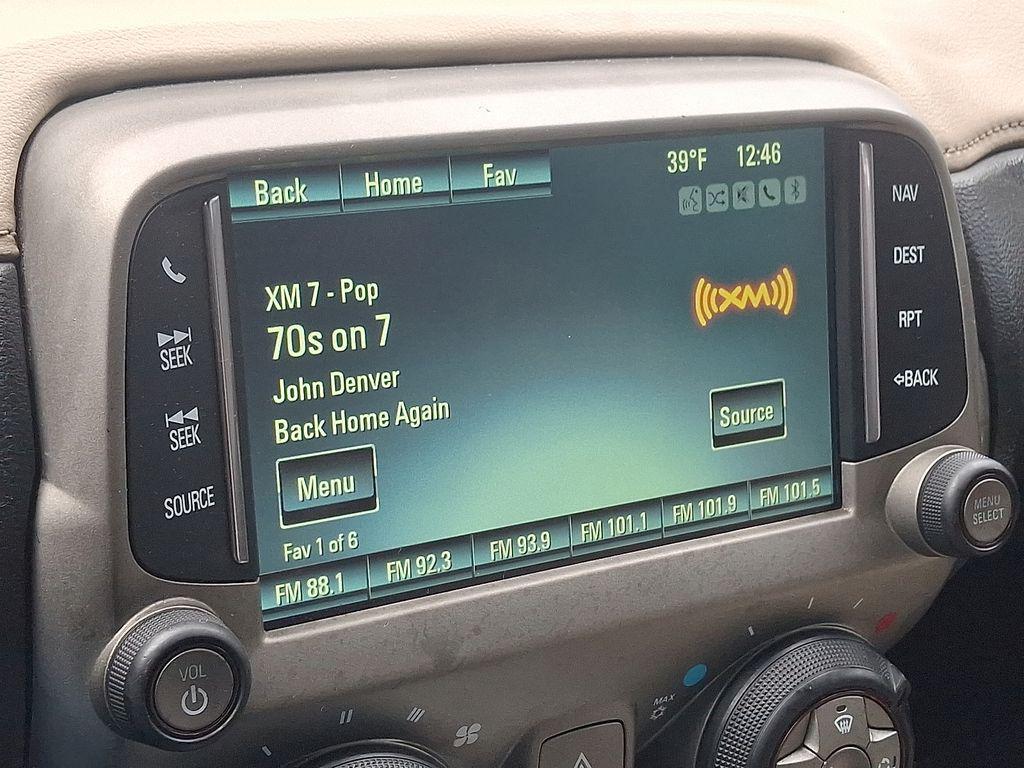 Back Home Fav
39°F 12:46
XM 7 - Pop
70s on 7
John Denver
Back Home Again
((( XM )))
Source
Menu
Fav 1 of 6
FM 88.1 FM 92.3 FM 93.9 FM 101.1 FM 101.9 FM 101.5
SEEK
SEEK
SOURCE
NAV
DEST
RPT
BACK
MENU
SELECT
VOL
MAX